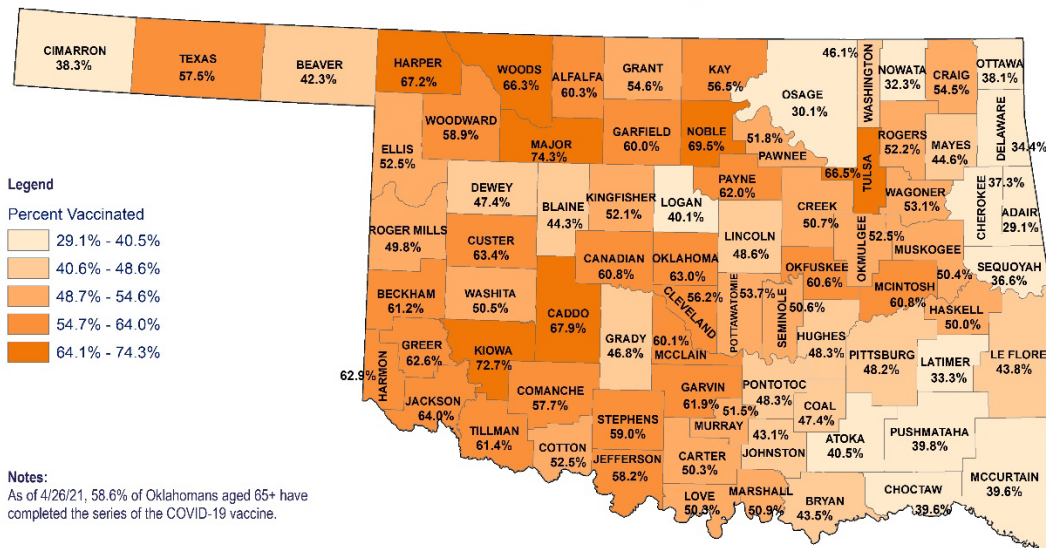 CIMARRON
38.3%
TEXAS
57.5%
BEAVER
42.3%
HARPER
67.2%
WOODS
66.3%
ALFALFA
60.3%
GRANT
54.6%
KAY
56.5%
OSAGE
30.1%
46.1%
WASHINGTON
NOWATA
32.3%
CRAIG
54.5%
OTTAWA
38.1%
DELAWARE
34.4%
WOODWARD
58.9%
MAJOR
74.3%
GARFIELD
60.0%
NOBLE
69.5%
51.8%
PAWNEE
ROGERS
52.2%
MAYES
44.6%
ELLIS
52.5%
PAYNE
62.0%
66.5%
TULSA
WAGONER
53.1%
CHEROKEE
37.3%
ADAIR
29.1%
DEWEY
47.4%
BLAINE
44.3%
KINGFISHER
52.1%
LOGAN
40.1%
CREEK
50.7%
ROGER MILLS
49.8%
CUSTER
63.4%
CANADIAN
60.8%
OKLAHOMA
63.0%
LINCOLN
48.6%
OKMULGEE
52.5%
MUSKOGEE
50.4%
SEQUOYAH
36.6%
OKFUSKEE
60.6%
MCINTOSH
60.8%
BECKHAM
61.2%
WASHITA
50.5%
CADDO
67.9%
GRADY
46.8%
56.2%
CLEVELAND
POTTAWATOMIE
53.7%
SEMINOLE
50.6%
HUGHES
48.3%
HASKELL
50.0%
GREER
62.6%
KIOWA
72.7%
60.1%
MCCLAIN
PITTSBURG
48.2%
LATIMER
33.3%
LE FLORE
43.8%
62.9%
HARMON
JACKSON
64.0%
COMANCHE
57.7%
GARVIN
61.9%
PONTOTOC
48.3%
COAL
47.4%
TILLMAN
61.4%
STEPHENS
59.0%
51.5%
MURRAY
43.1%
JOHNSTON
ATOKA
40.5%
PUSHMATAHA
39.8%
COTTON
52.5%
JEFFERSON
58.2%
CARTER
50.3%
MCCURTAIN
39.6%
LOVE
50.3%
MARSHALL
50.9%
BRYAN
43.5%
CHOCTAW
39.6%
Legend
Percent Vaccinated
29.1% - 40.5%
40.6% - 48.6%
48.7% - 54.6%
54.7% - 64.0%
64.1% - 74.3%
Notes:
As of 4/26/21, 58.6% of Oklahomans aged 65+ have
completed the series of the COVID-19 vaccine.